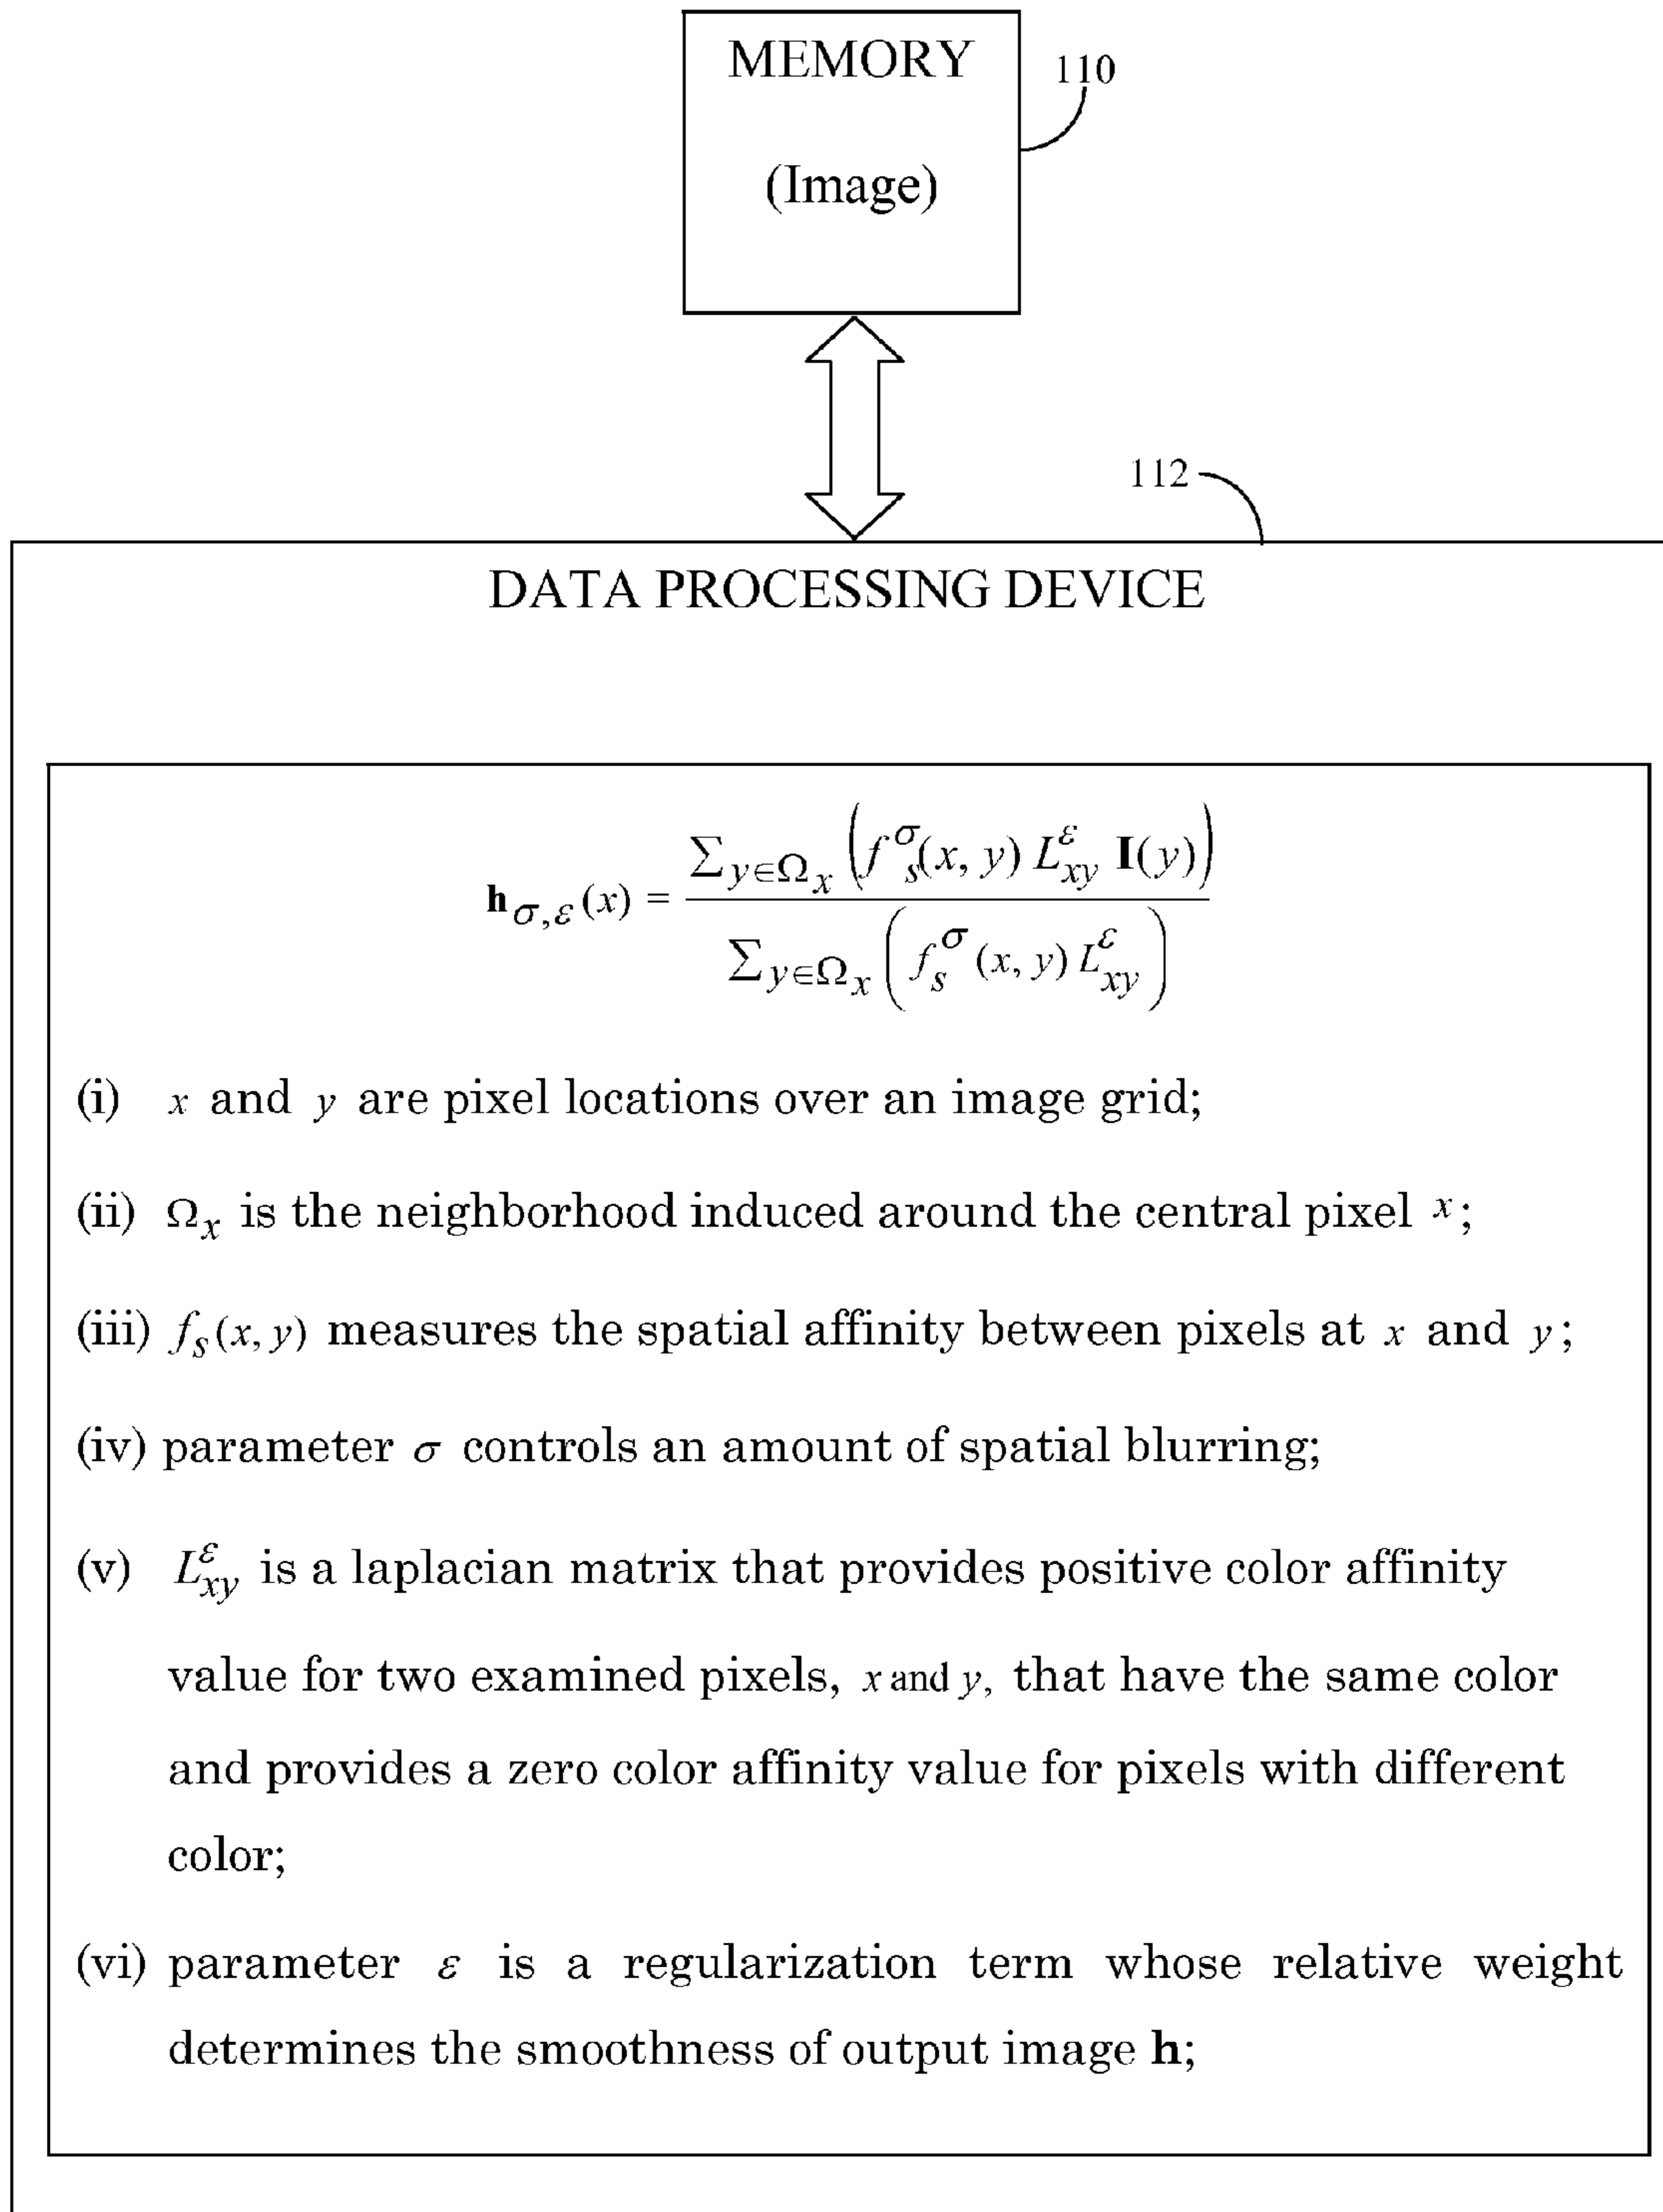 MEMORY
110
(Image)
112
DATA PROCESSING DEVICE
𝐡_{σ,ε}(x) = \frac{∑_{y∈Ω_x} (f_s^σ(x, y) L_{xy}^ε 𝐈(y))}{∑_{y∈Ω_x} (f_s^σ(x, y) L_{xy}^ε)}
(i) x and y are pixel locations over an image grid;
(ii) Ω_x is the neighborhood induced around the central pixel x;
(iii) f_s(x, y) measures the spatial affinity between pixels at x and y;
(iv) parameter σ controls an amount of spatial blurring;
(v) L_{xy}^ε is a laplacian matrix that provides positive color affinity
value for two examined pixels, x and y, that have the same color
and provides a zero color affinity value for pixels with different
color;
(vi) parameter ε is a regularization term whose relative weight
determines the smoothness of output image 𝐡;